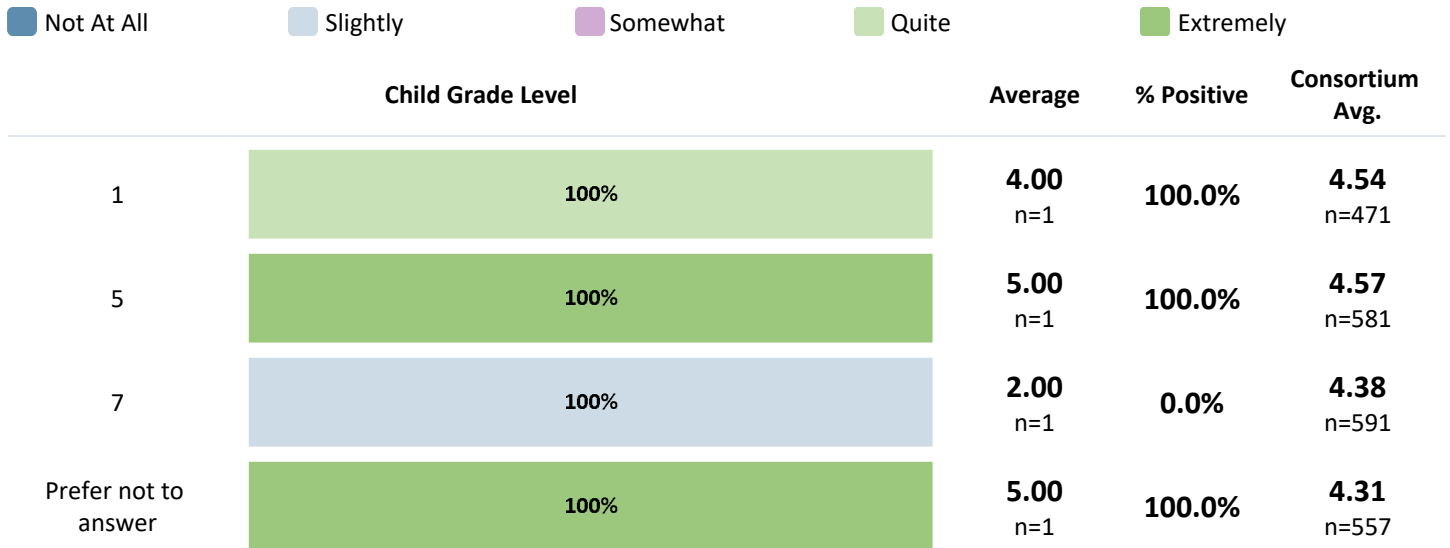 Not At All Slightly Somewhat Quite Extremely
Child Grade Level Average % Positive Consortium
Avg.
1 100% 4.00 100.0% 4.54
n=1 n=471
5 100% 5.00 100.0% 4.57
n=1 n=581
7 100% 2.00 0.0% 4.38
n=1 n=591
Prefer not to
answer 100% 5.00 100.0% 4.31
n=1 n=557